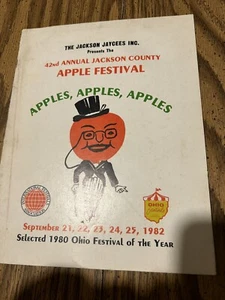 THE JACKSON JAYCEES INC.
Presents The
42nd ANNUAL JACKSON COUNTY
APPLE FESTIVAL
APPLES, APPLES, APPLES
OHIO
September 21, 22, 23, 24, 25, 1982
Selected 1980 Ohio Festival of the Year